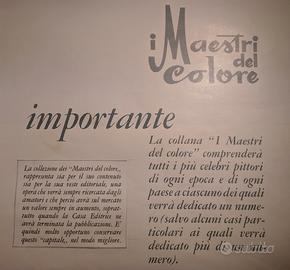 i Maestri
del
Colore
importante
La collana "I Maestri
del colore" comprenderà
tutti i più celebri pittori
di ogni epoca e di ogni
paese a ciascuno dei quali
verrà dedicato un nume-
ro (salvo alcuni casi par-
ticolari ai quali verrà
dedicato più di un nu-
mero).
La collezione dei "Maestri del colore„
rappresenta sia per il suo contenuto
sia per la sua veste editoriale, una
opera che verrà sempre ricercata dagli
amatori e che perciò avrà sul mercato
un valore sempre in aumento, soprat-
tutto quando la Casa Editrice ne
avrà terminata la pubblicazione. E'
quindi molto opportuno conservare
questo "capitale„ nel modo migliore.
subito